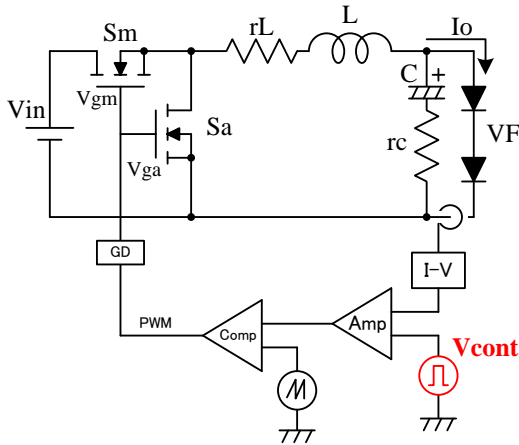 Sm
rL
L
Io
C
+
Vin
Vgm
Sa
VF
Vga
rc
GD
I-V
PWM
Comp
Amp
Vcont